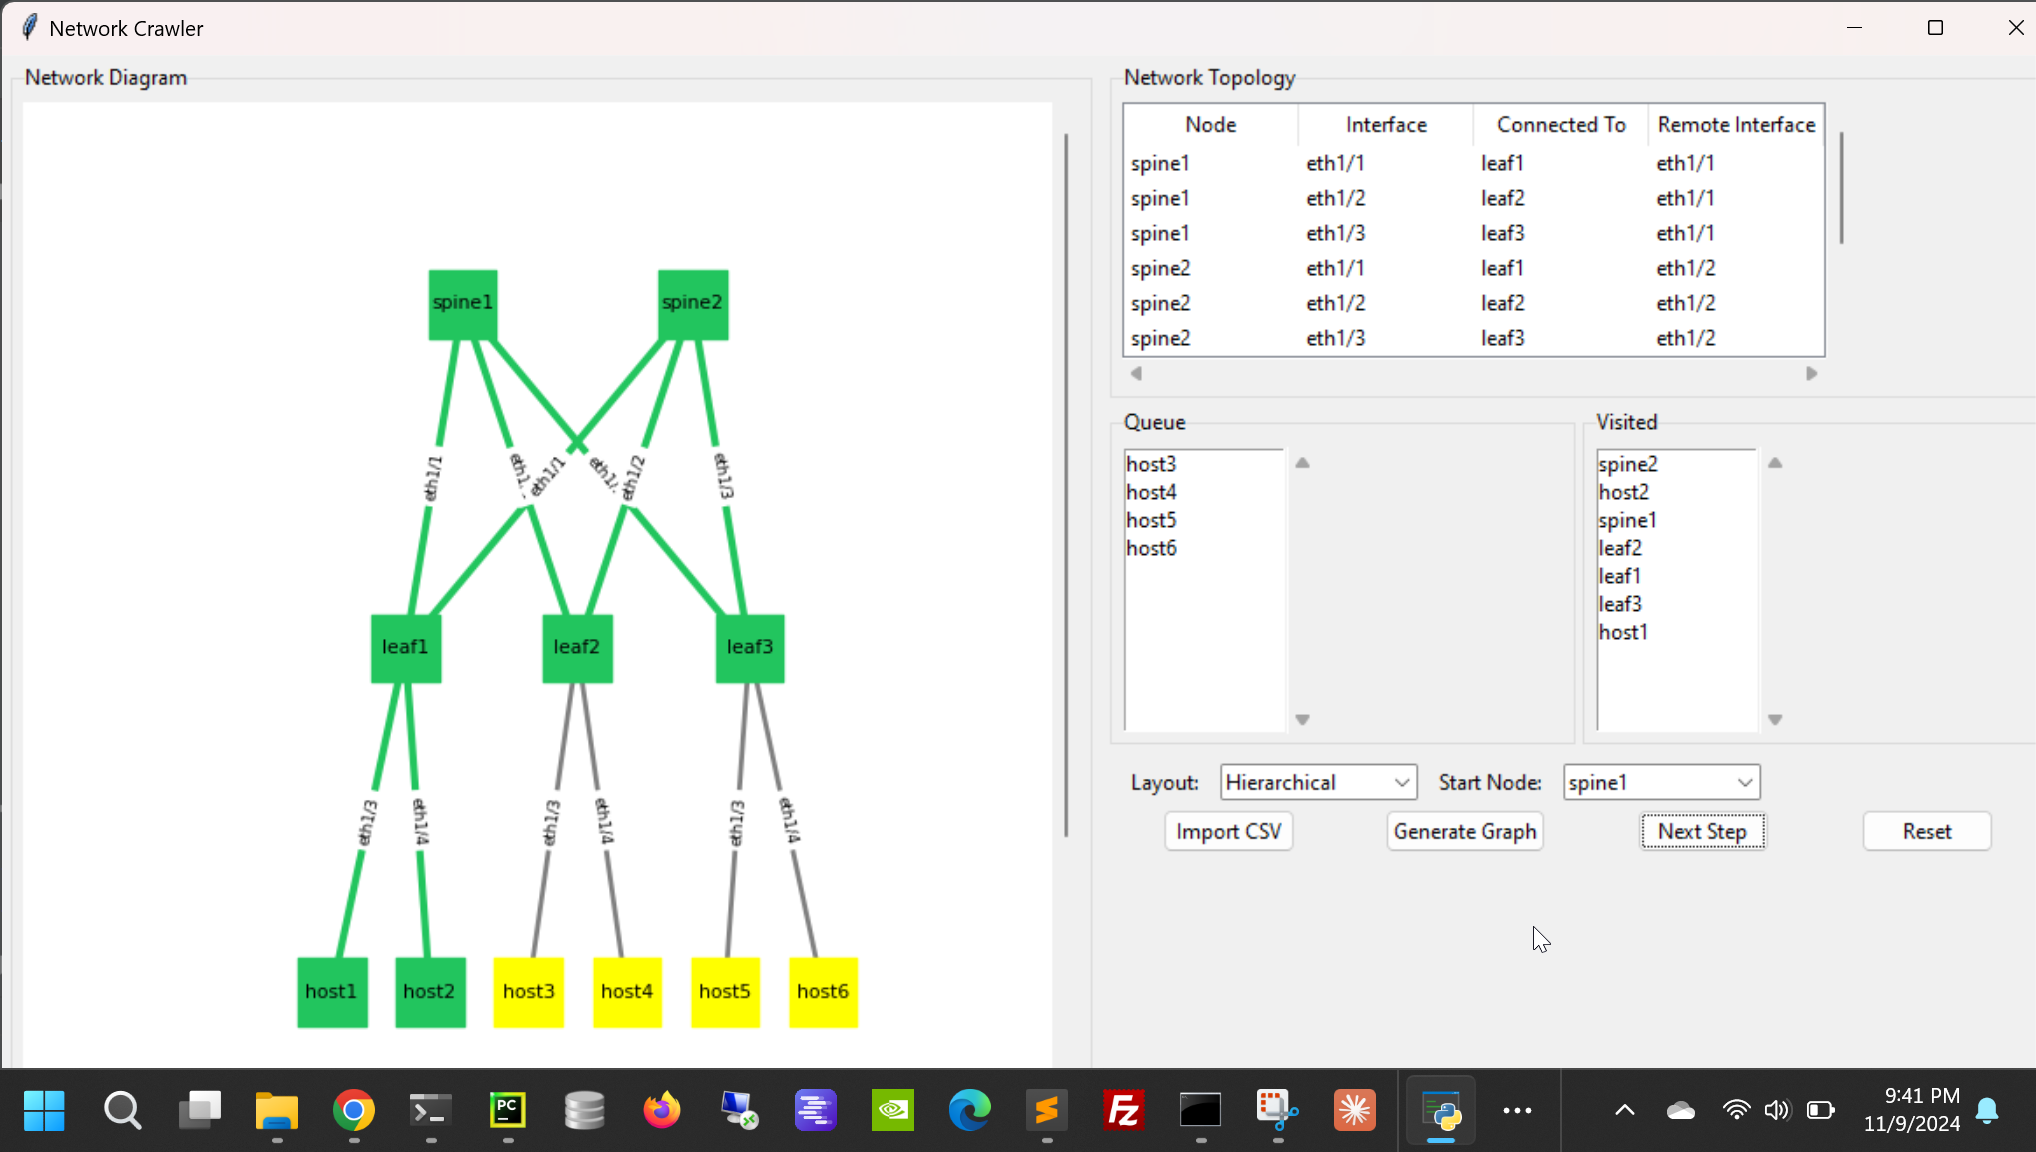 Network Crawler
Network Diagram
spine1 spine2
eth1/1 eth1/1 eth1/2 eth1/3
leaf1 leaf2 leaf3
eth1/3 eth1/4 eth1/3 eth1/4 eth1/3 eth1/4
host1 host2 host3 host4 host5 host6
Network Topology
Node Interface Connected To Remote Interface
spine1 eth1/1 leaf1 eth1/1
spine1 eth1/2 leaf2 eth1/1
spine1 eth1/3 leaf3 eth1/1
spine2 eth1/1 leaf1 eth1/2
spine2 eth1/2 leaf2 eth1/2
spine2 eth1/3 leaf3 eth1/2
Queue
host3
host4
host5
host6
Visited
spine2
host2
spine1
leaf2
leaf1
leaf3
host1
Layout: Hierarchical Start Node: spine1
Import CSV Generate Graph Next Step Reset
PC
Fz
9:41 PM
11/9/2024